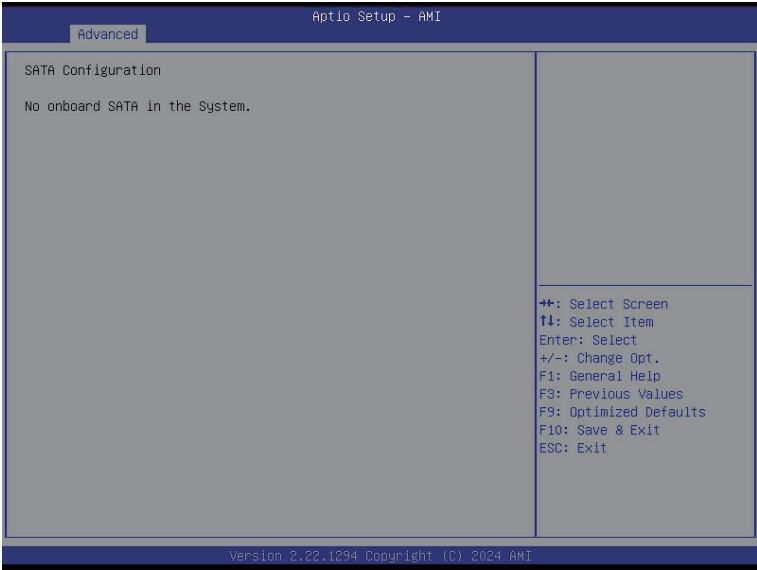 Aptio Setup – AMI
Advanced
SATA Configuration
No onboard SATA in the System.
→←: Select Screen
↑↓: Select Item
Enter: Select
+/-: Change Opt.
F1: General Help
F3: Previous Values
F9: Optimized Defaults
F10: Save & Exit
ESC: Exit
Version 2.22.1294 Copyright (C) 2024 AMI